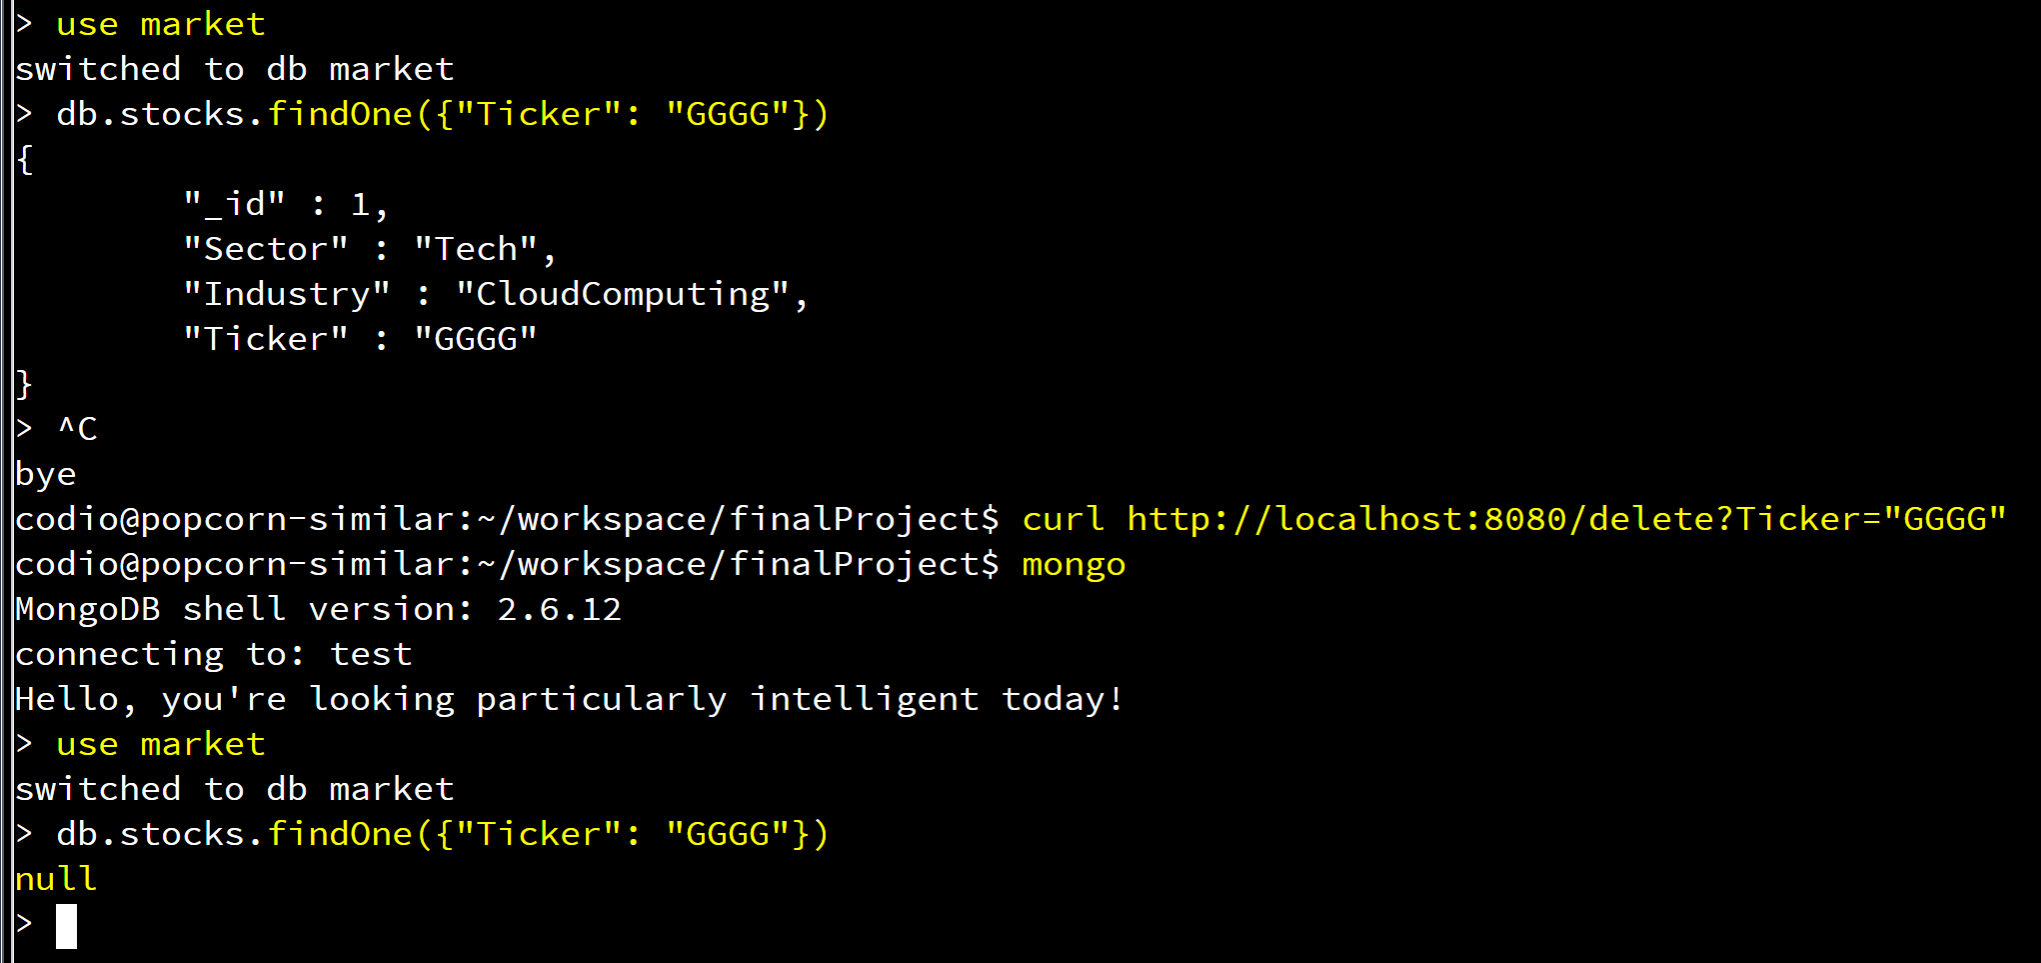 > use market
switched to db market
> db.stocks.findOne({"Ticker": "GGGG"})
{
        "_id" : 1,
        "Sector" : "Tech",
        "Industry" : "CloudComputing",
        "Ticker" : "GGGG"
}
> ^C
bye
codio@popcorn-similar:~/workspace/finalProject$ curl http://localhost:8080/delete?Ticker="GGGG"
codio@popcorn-similar:~/workspace/finalProject$ mongo
MongoDB shell version: 2.6.12
connecting to: test
Hello, you're looking particularly intelligent today!
> use market
switched to db market
> db.stocks.findOne({"Ticker": "GGGG"})
null
>